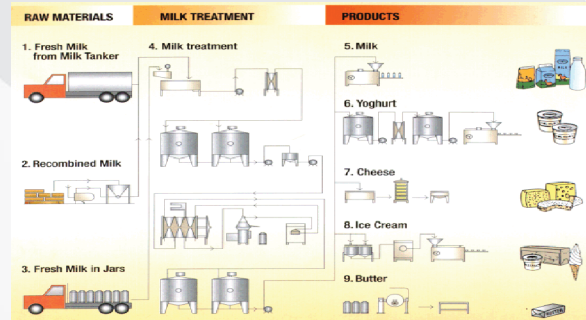 RAW MATERIALS
MILK TREATMENT
PRODUCTS
1. Fresh Milk
from Milk Tanker
4. Milk treatment
5. Milk
6. Yoghurt
2. Recombined Milk
7. Cheese
8. Ice Cream
3. Fresh Milk in Jars
9. Butter